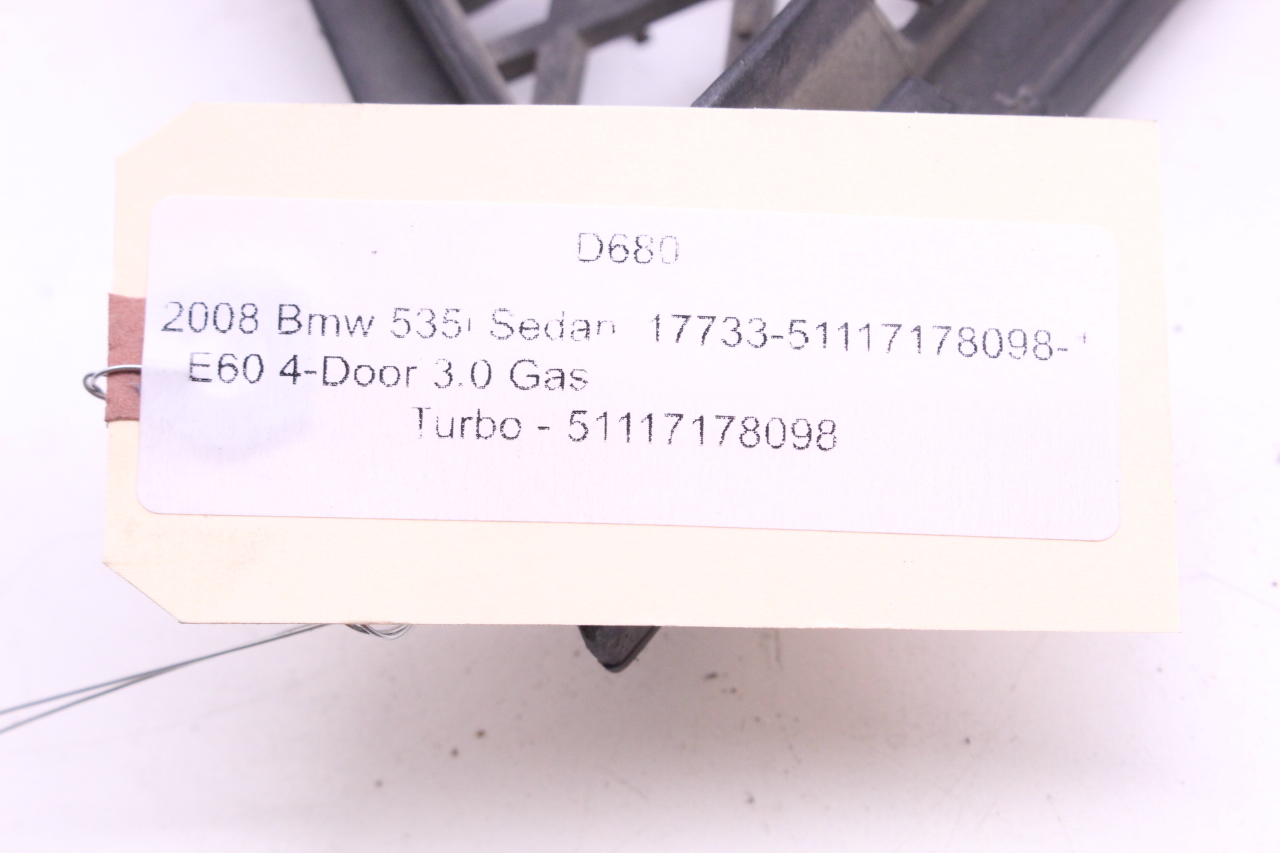 D680
2008 Bmw 535i Sedan 17733-51117178098-
E60 4-Door 3.0 Gas
Turbo - 51117178098